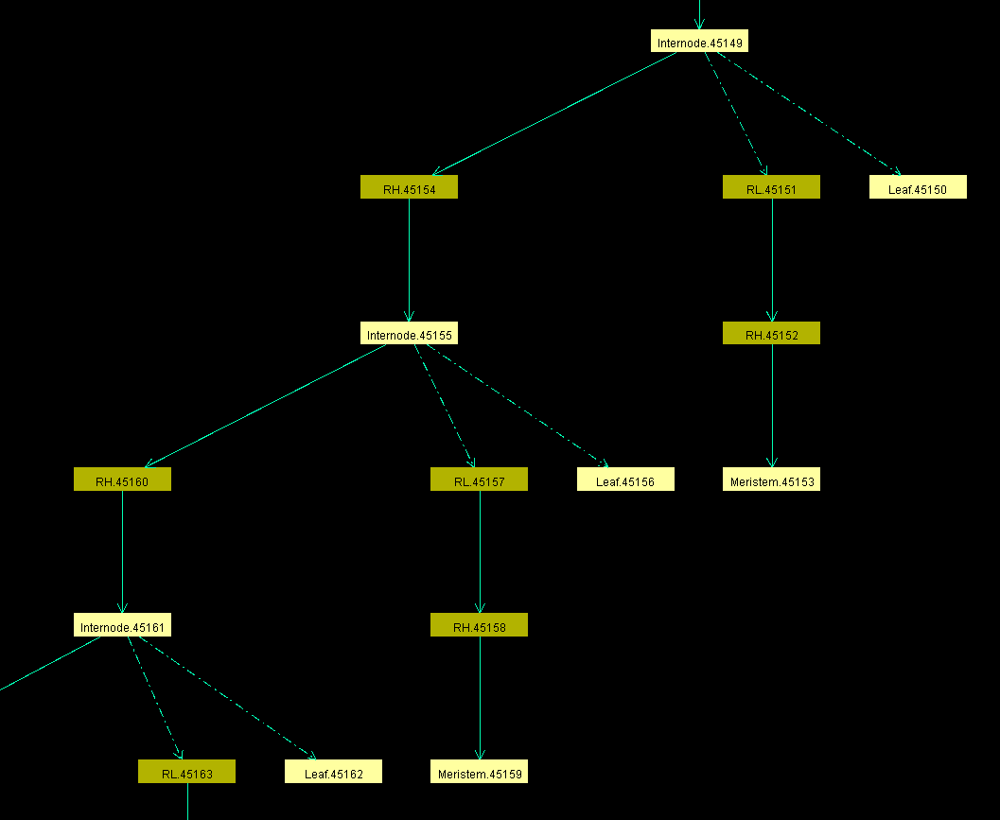 Internode.45149
RH.45154
RL.45151
Leaf.45150
Internode.45155
RH.45152
RH.45160
RL.45157
Leaf.45156
Meristem.45153
Internode.45161
RH.45158
RL.45163
Leaf.45162
Meristem.45159